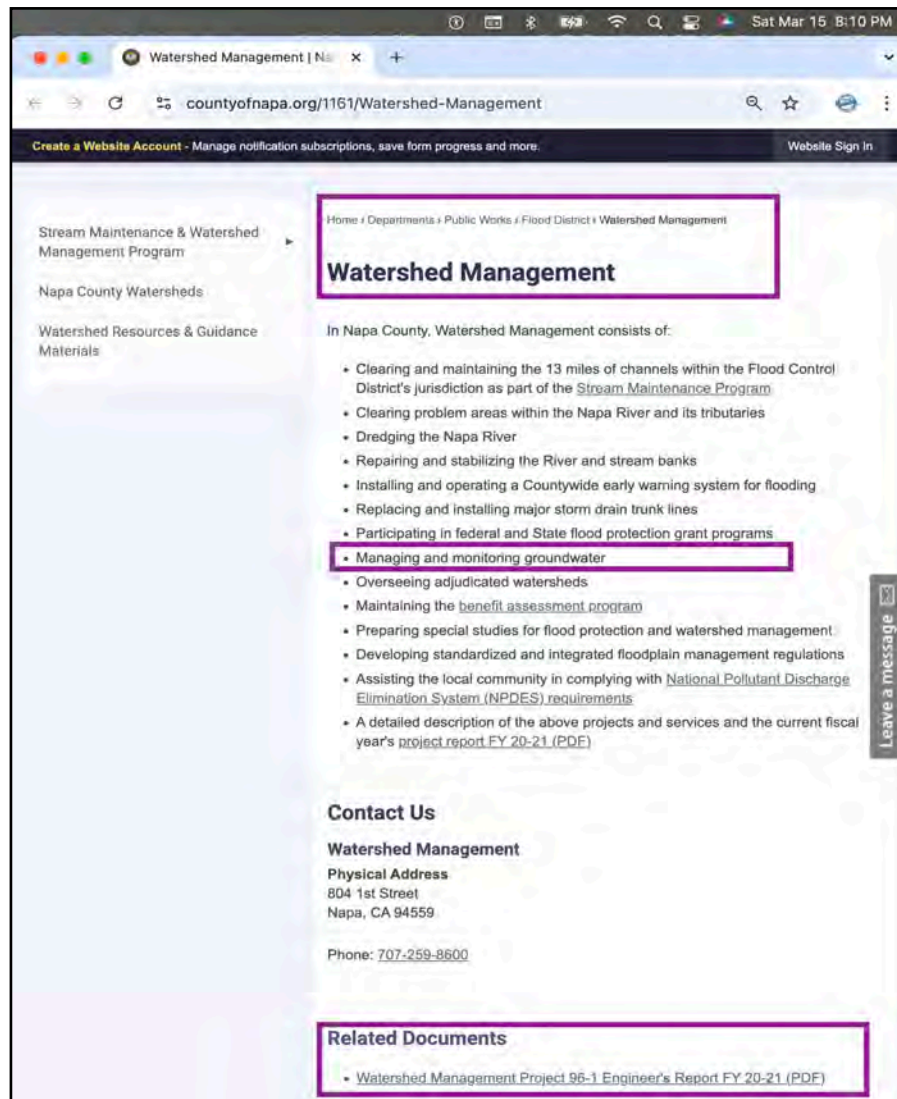 Sat Mar 15 8:10 PM
Watershed Management | Na
countyofnapa.org/1161/Watershed-Management
Create a Website Account - Manage notification subscriptions, save form progress and more.
Website Sign In
Stream Maintenance & Watershed
Management Program
Napa County Watersheds
Watershed Resources & Guidance
Materials
Home › Departments › Public Works › Flood District › Watershed Management
Watershed Management
In Napa County, Watershed Management consists of:
• Clearing and maintaining the 13 miles of channels within the Flood Control
District's jurisdiction as part of the Stream Maintenance Program
• Clearing problem areas within the Napa River and its tributaries
• Dredging the Napa River
• Repairing and stabilizing the River and stream banks
• Installing and operating a Countywide early warning system for flooding
• Replacing and installing major storm drain trunk lines
• Participating in federal and State flood protection grant programs
• Managing and monitoring groundwater
• Overseeing adjudicated watersheds
• Maintaining the benefit assessment program
• Preparing special studies for flood protection and watershed management
• Developing standardized and integrated floodplain management regulations
• Assisting the local community in complying with National Pollutant Discharge
Elimination System (NPDES) requirements
• A detailed description of the above projects and services and the current fiscal
year's project report FY 20-21 (PDF)
Leave a message
Contact Us
Watershed Management
Physical Address
804 1st Street
Napa, CA 94559
Phone: 707-259-8600
Related Documents
• Watershed Management Project 96-1 Engineer's Report FY 20-21 (PDF)